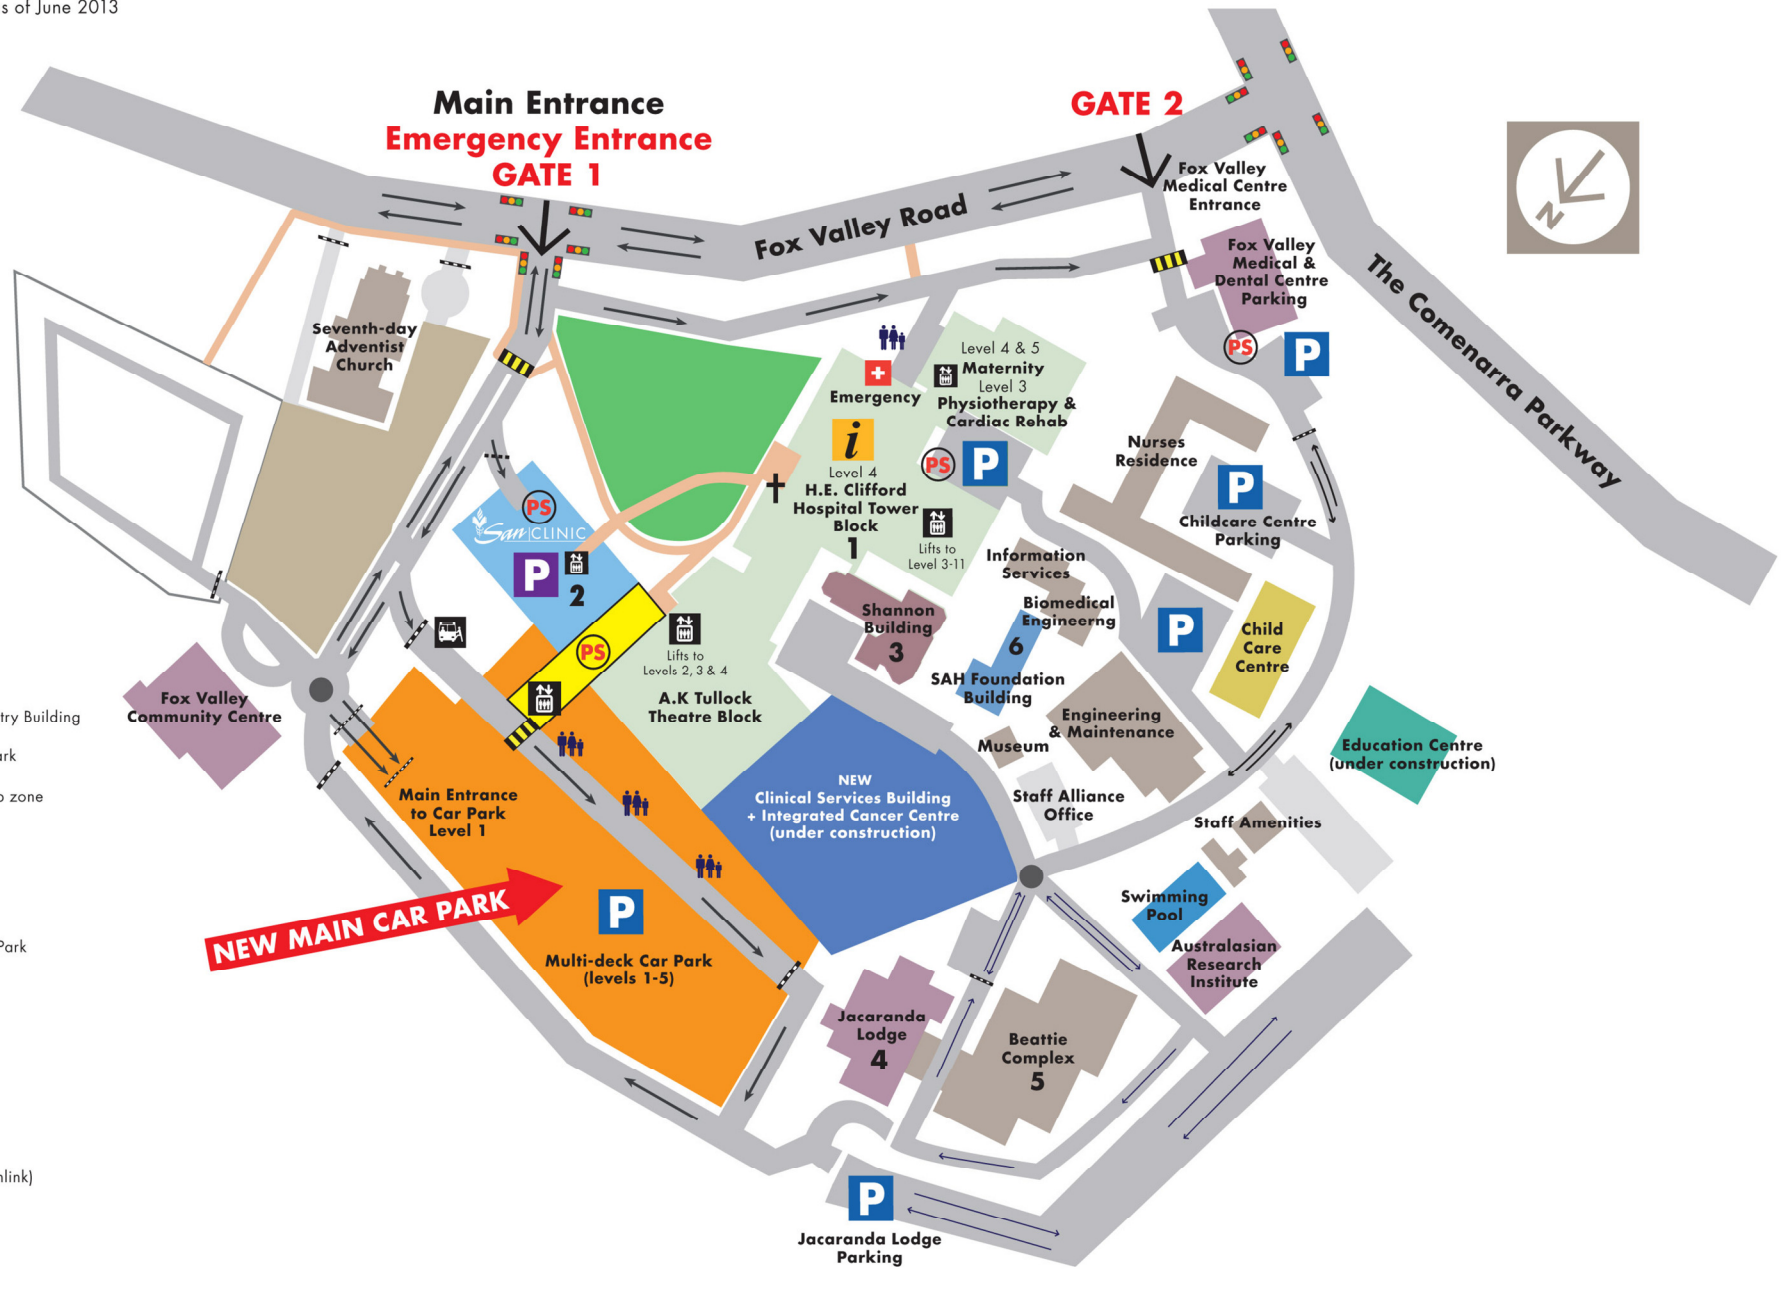 s of June 2013
Main Entrance
Emergency Entrance
GATE 1
GATE 2
Fox Valley
Medical Centre
Entrance
Fox Valley Road
Fox Valley
Medical &
Dental Centre
Parking
N
The Comenarra Parkway
Seventh-day
Adventist
Church
PS
P
Level 4 & 5
Maternity
Level 3
Physiotherapy &
Cardiac Rehab
Emergency
i
Level 4
H.E. Clifford
Hospital Tower
Block
1
PS
P
Lifts to
Level 3-11
Nurses
Residence
P
Childcare Centre
Parking
PS
San CLINIC
P
2
Information
Services
Biomedical
Engineerng
Shannon
Building
3
6
SAH Foundation
Building
P
Child
Care
Centre
PS
Lifts to
Levels 2, 3 & 4
A.K Tullock
Theatre Block
Fox Valley
Community Centre
try Building
ark
o zone
Engineering
& Maintenance
Museum
Education Centre
(under construction)
Main Entrance
to Car Park
Level 1
NEW
Clinical Services Building
+ Integrated Cancer Centre
(under construction)
Staff Alliance
Office
Staff Amenities
Swimming
Pool
NEW MAIN CAR PARK
P
Multi-deck Car Park
(levels 1-5)
Park
Australasian
Research
Institute
Jacaranda
Lodge
4
Beattie
Complex
5
nlink)
P
Jacaranda Lodge
Parking